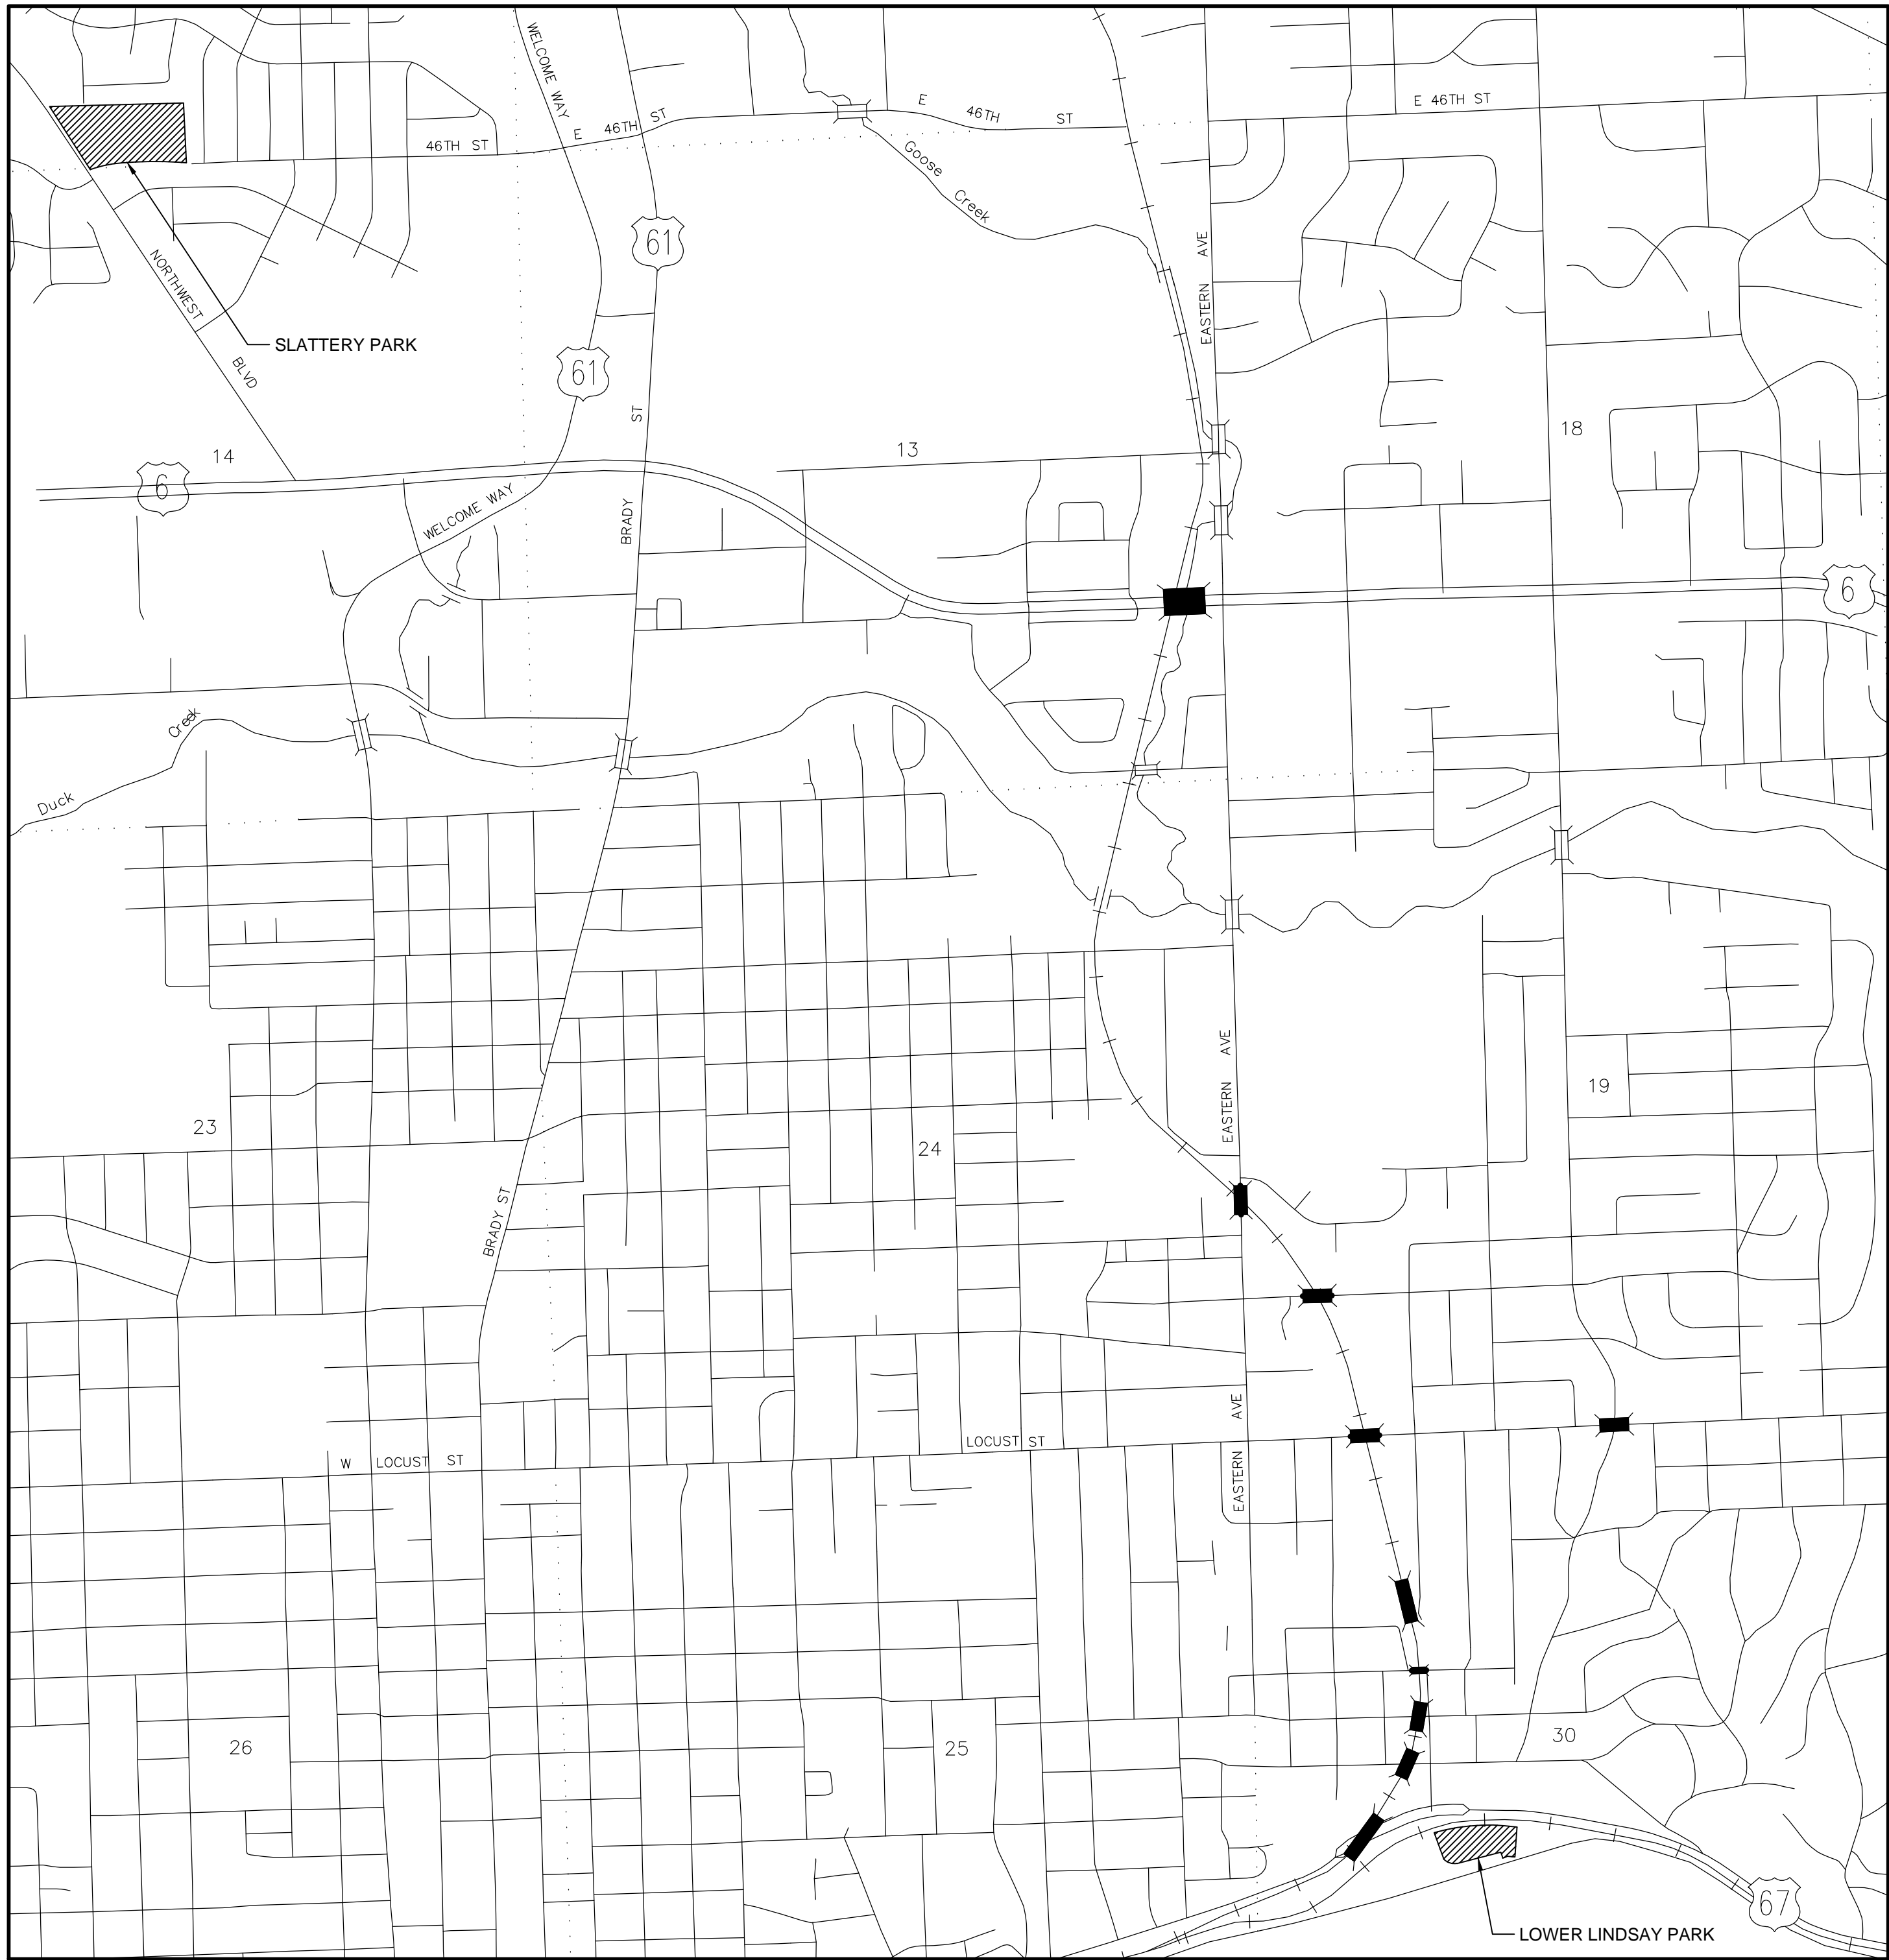 WELCOME WAY
E 46TH ST
E 46TH ST
E 46TH ST
46TH ST
Goose Creek
EASTERN AVE
61
NORTHWEST BLVD
SLATTERY PARK
61
ST
14
13
18
6
WELCOME WAY
BRADY
6
Duck Creek
EASTERN AVE
19
23
24
BRADY ST
EASTERN AVE
LOCUST ST
W LOCUST ST
26
25
30
67
LOWER LINDSAY PARK